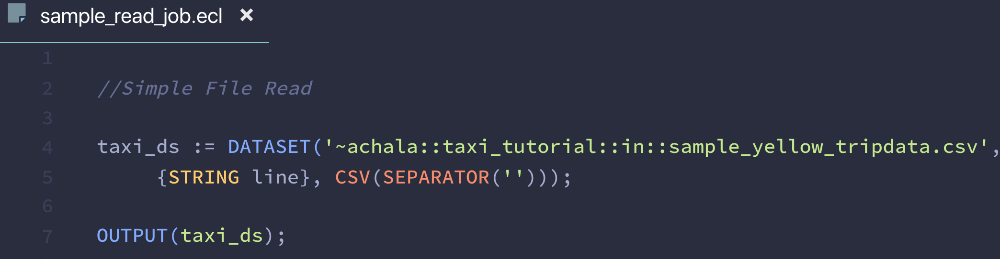 sample_read_job.ecl ×
1
2 //Simple File Read
3
4 taxi_ds := DATASET('~achala::taxi_tutorial::in::sample_yellow_tripdata.csv',
5 {STRING line}, CSV(SEPARATOR('')));
6
7 OUTPUT(taxi_ds);